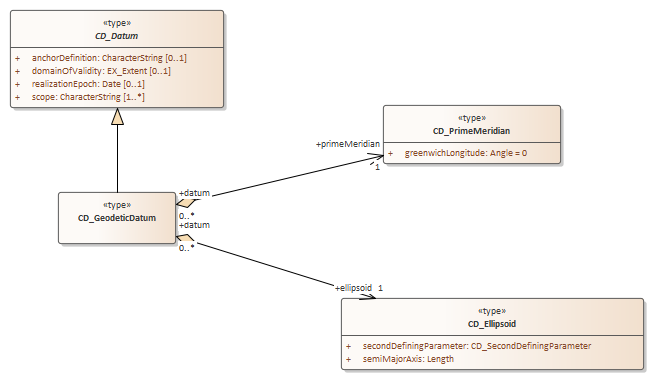 «type»
CD_Datum
+ anchorDefinition: CharacterString [0..1]
+ domainOfValidity: EX_Extent [0..1]
+ realizationEpoch: Date [0..1]
+ scope: CharacterString [1..*]
«type»
CD_PrimeMeridian
+ greenwichLongitude: Angle = 0
+primeMeridian
1
«type»
CD_GeodeticDatum
+datum
0..*
+datum
0..*
+ellipsoid 1
«type»
CD_Ellipsoid
+ secondDefiningParameter: CD_SecondDefiningParameter
+ semiMajorAxis: Length